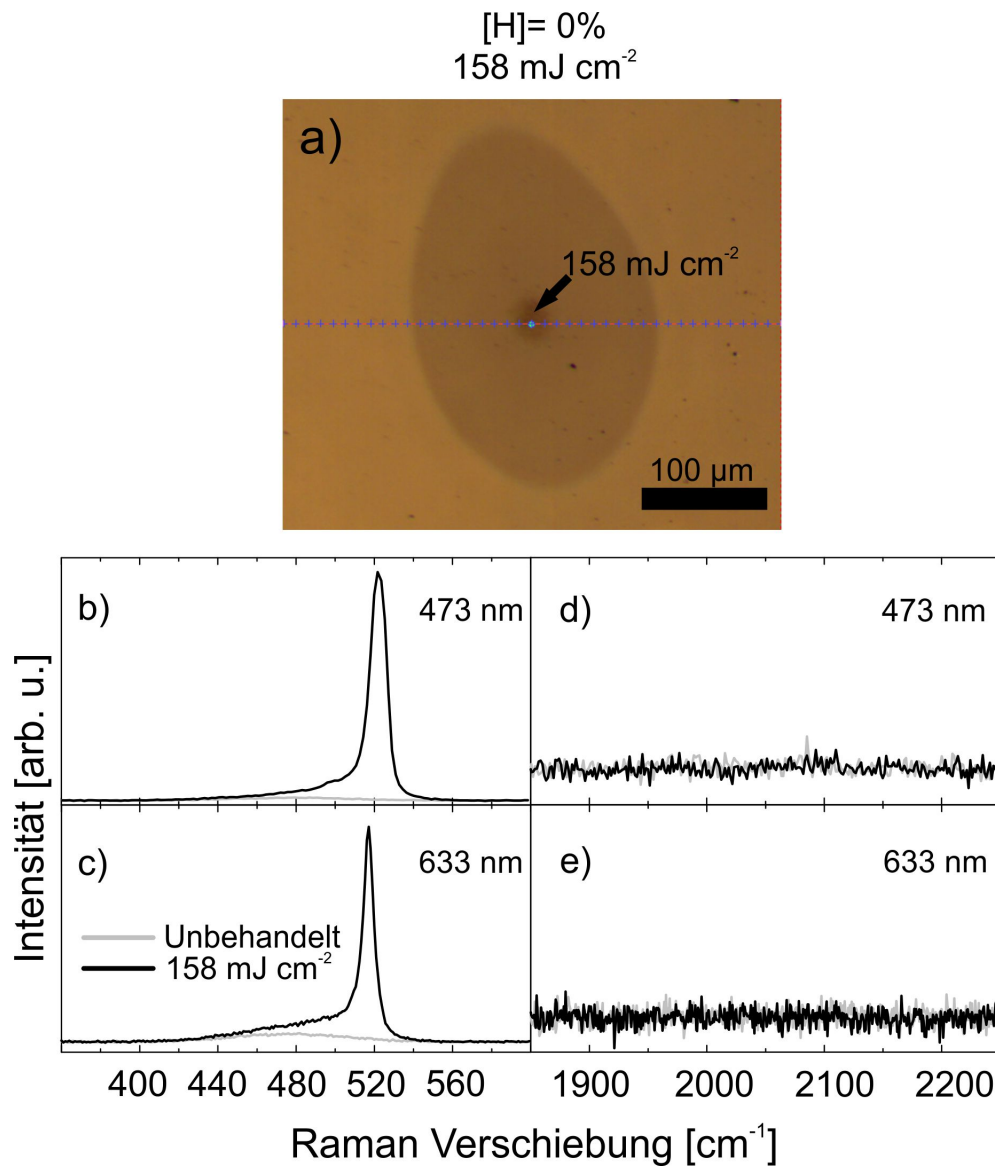 [H]= 0%
158 mJ cm⁻²
a)
158 mJ cm⁻²
100 µm
b)
473 nm
d)
473 nm
c)
633 nm
e)
633 nm
Unbehandelt
158 mJ cm⁻²
Intensität [arb. u.]
400 440 480 520 560
1900 2000 2100 2200
Raman Verschiebung [cm⁻¹]